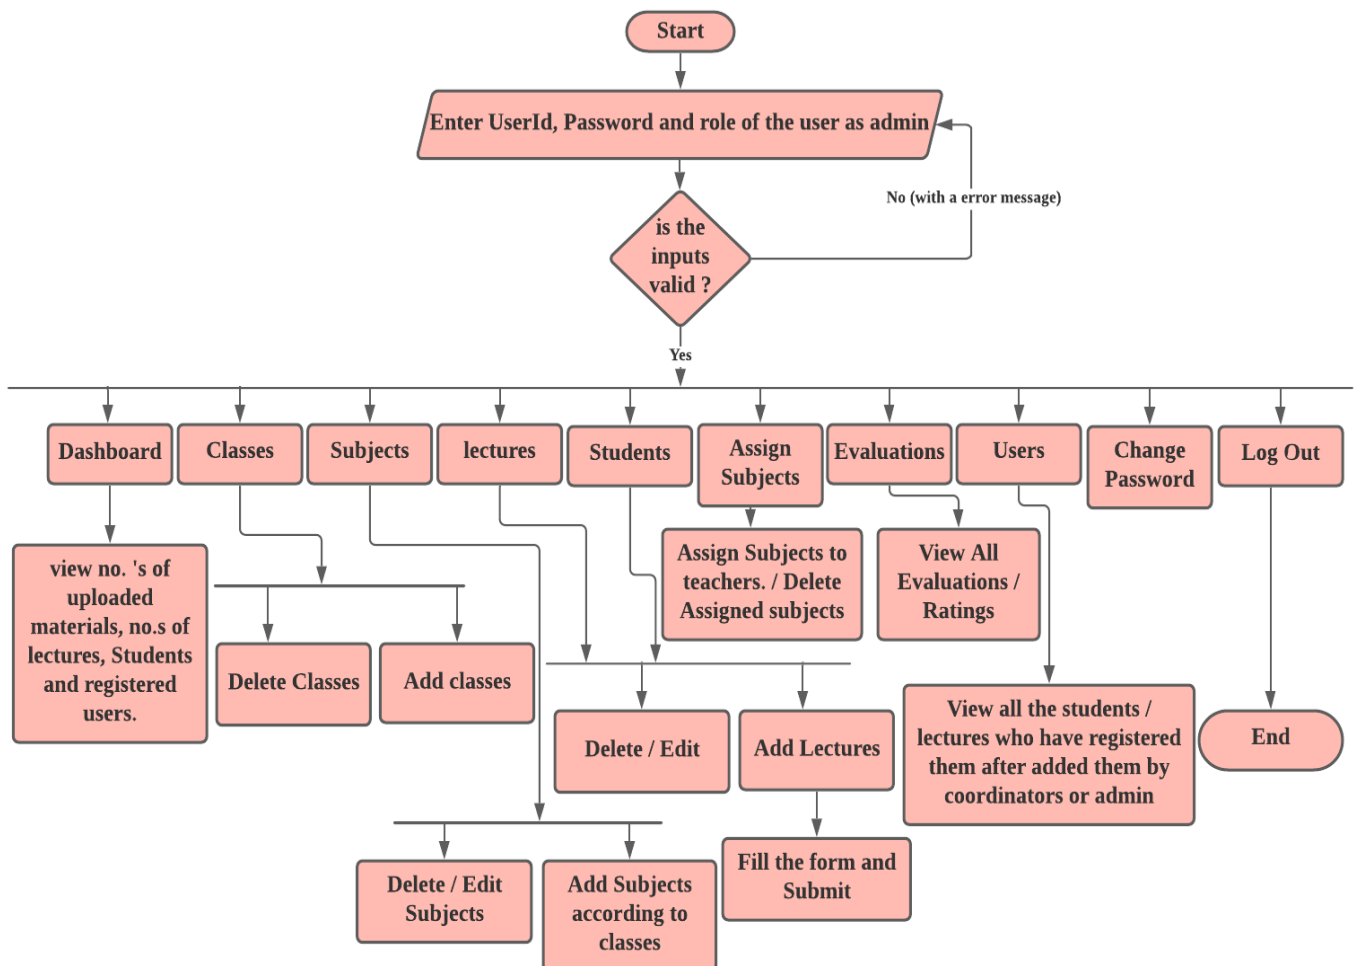 Start
Enter UserId, Password and role of the user as admin
No (with a error message)
is the
inputs
valid ?
Yes
Dashboard
Classes
Subjects
lectures
Students
Assign
Subjects
Evaluations
Users
Change
Password
Log Out
view no. 's of
uploaded
materials, no.s of
lectures, Students
and registered
users.
Delete Classes
Add classes
Assign Subjects to
teachers. / Delete
Assigned subjects
View All
Evaluations /
Ratings
Delete / Edit
Add Lectures
View all the students /
lectures who have registered
them after added them by
coordinators or admin
End
Fill the form and
Submit
Delete / Edit
Subjects
Add Subjects
according to
classes